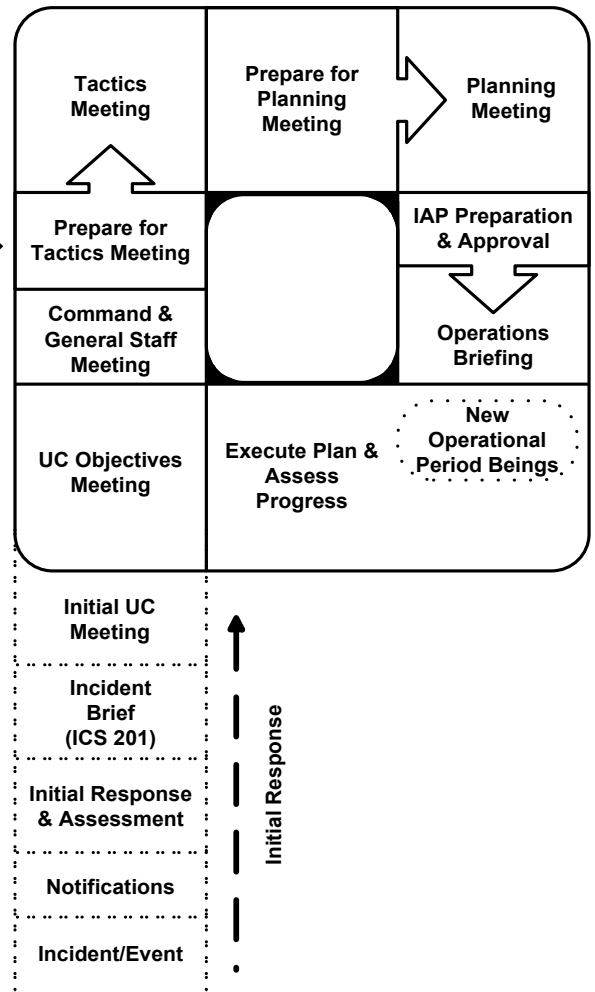 Tactics
Meeting
Prepare for
Planning
Meeting
Planning
Meeting
Prepare for
Tactics Meeting
IAP Preparation
& Approval
Command &
General Staff
Meeting
Operations
Briefing
UC Objectives
Meeting
Execute Plan &
Assess
Progress
New
Operational
Period Beings
Initial UC
Meeting
Incident
Brief
(ICS 201)
Initial Response
& Assessment
Notifications
Incident/Event
Initial Response